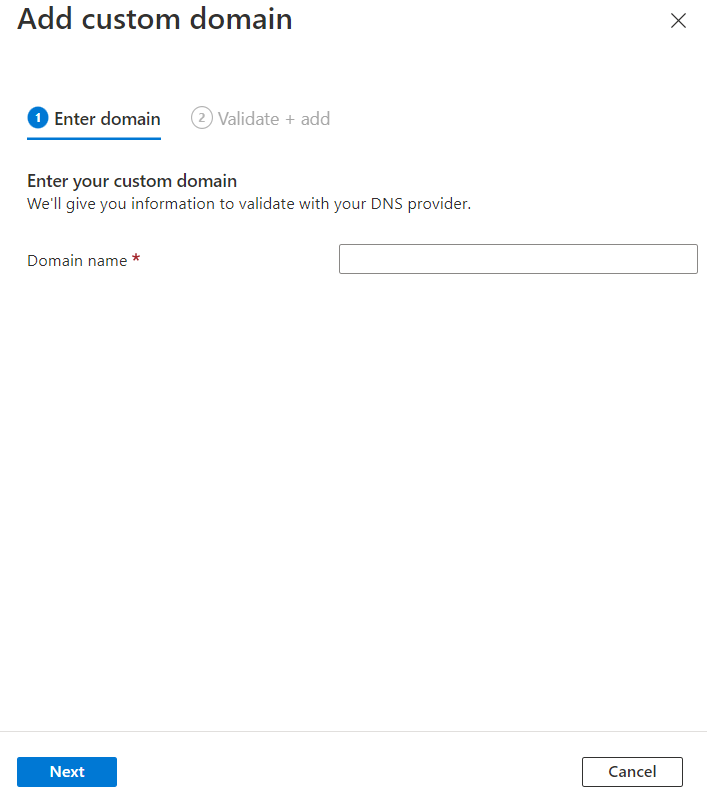 Add custom domain
1 Enter domain 2 Validate + add
Enter your custom domain
We'll give you information to validate with your DNS provider.
Domain name *
Next Cancel